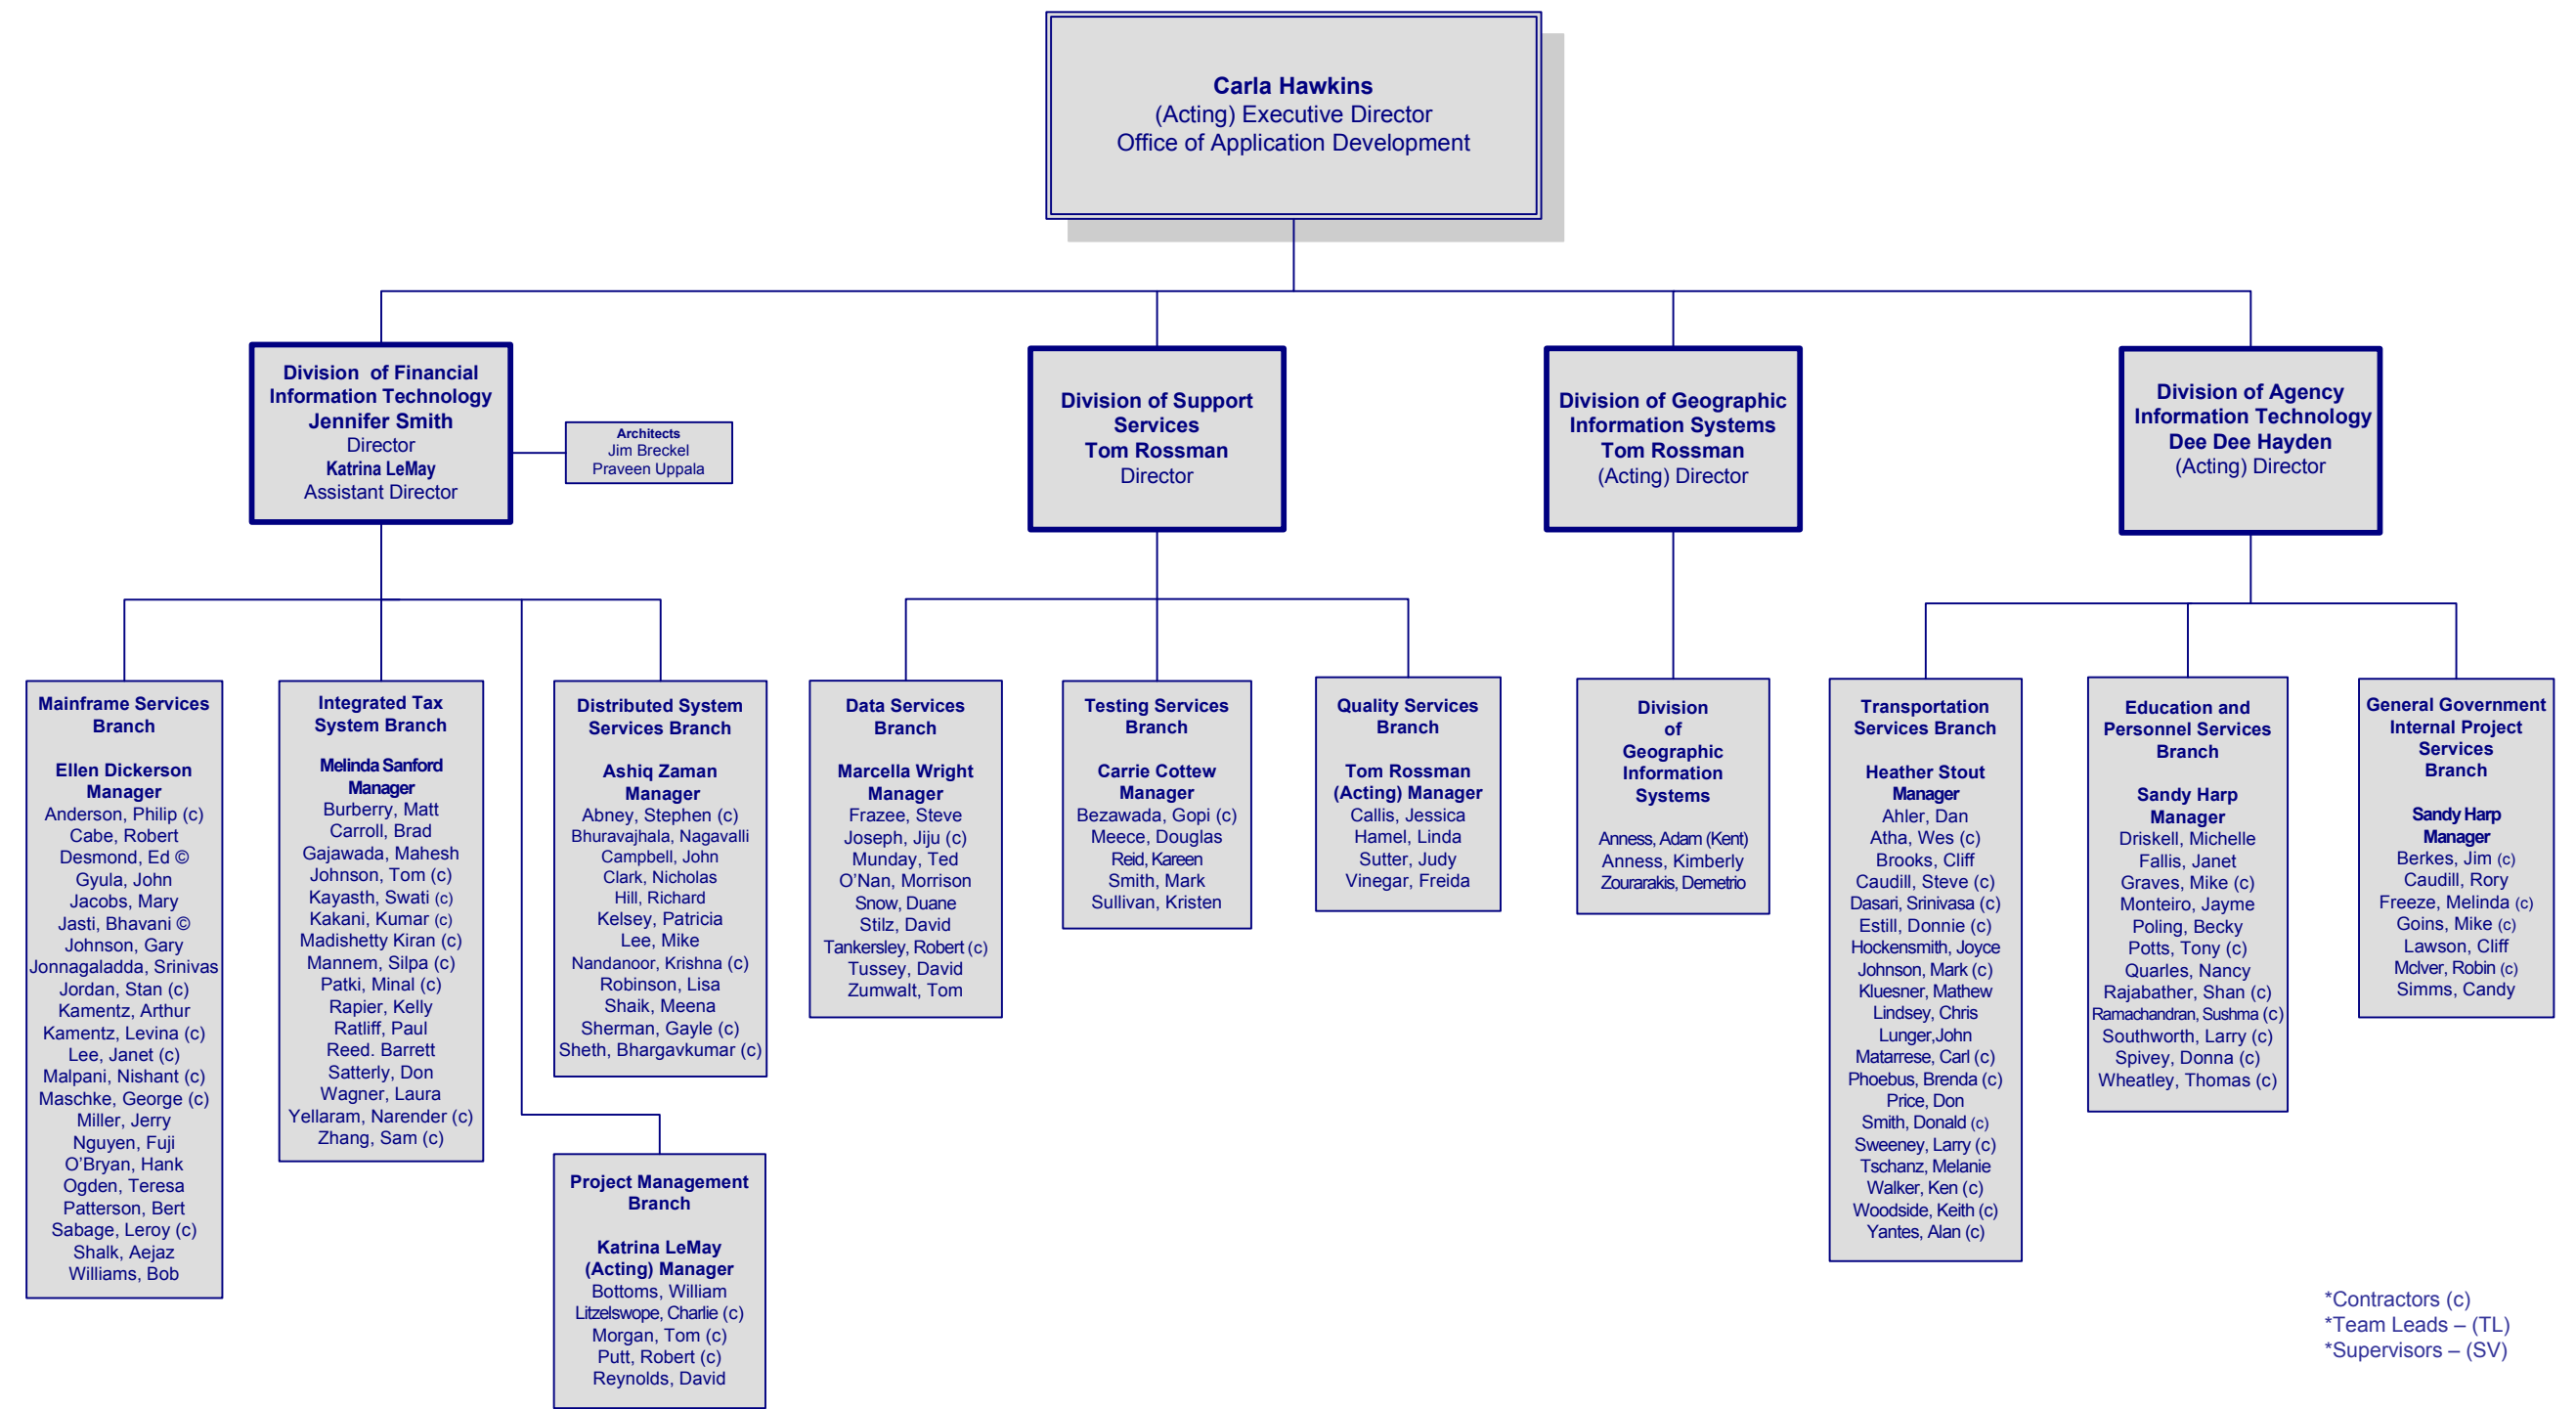 Carla Hawkins
(Acting) Executive Director
Office of Application Development
Division of Financial
Information Technology
Jennifer Smith
Director
Katrina LeMay
Assistant Director
Architects
Jim Breckel
Praveen Uppala
Division of Support
Services
Tom Rossman
Director
Division of Geographic
Information Systems
Tom Rossman
(Acting) Director
Division of Agency
Information Technology
Dee Dee Hayden
(Acting) Director
Mainframe Services
Branch
Ellen Dickerson
Manager
Anderson, Philip (c)
Cabe, Robert
Desmond, Ed ©
Gyula, John
Jacobs, Mary
Jasti, Bhavani ©
Johnson, Gary
Jonnagaladda, Srinivas
Jordan, Stan (c)
Kamentz, Arthur
Kamentz, Levina (c)
Lee, Janet (c)
Malpani, Nishant (c)
Maschke, George (c)
Miller, Jerry
Nguyen, Fuji
O'Bryan, Hank
Ogden, Teresa
Patterson, Bert
Sabage, Leroy (c)
Shalk, Aejaz
Williams, Bob
Integrated Tax
System Branch
Melinda Sanford
Manager
Burberry, Matt
Carroll, Brad
Gajawada, Mahesh
Johnson, Tom (c)
Kayasth, Swati (c)
Kakani, Kumar (c)
Madishetty Kiran (c)
Mannem, Silpa (c)
Patki, Minal (c)
Rapier, Kelly
Ratliff, Paul
Reed. Barrett
Satterly, Don
Wagner, Laura
Yellaram, Narender (c)
Zhang, Sam (c)
Distributed System
Services Branch
Ashiq Zaman
Manager
Abney, Stephen (c)
Bhuravajhala, Nagavalli
Campbell, John
Clark, Nicholas
Hill, Richard
Kelsey, Patricia
Lee, Mike
Nandanoor, Krishna (c)
Robinson, Lisa
Shaik, Meena
Sherman, Gayle (c)
Sheth, Bhargavkumar (c)
Project Management
Branch
Katrina LeMay
(Acting) Manager
Bottoms, William
Litzelswope, Charlie (c)
Morgan, Tom (c)
Putt, Robert (c)
Reynolds, David
Data Services
Branch
Marcella Wright
Manager
Frazee, Steve
Joseph, Jiju (c)
Munday, Ted
O'Nan, Morrison
Snow, Duane
Stilz, David
Tankersley, Robert (c)
Tussey, David
Zumwalt, Tom
Testing Services
Branch
Carrie Cottew
Manager
Bezawada, Gopi (c)
Meece, Douglas
Reid, Kareen
Smith, Mark
Sullivan, Kristen
Quality Services
Branch
Tom Rossman
(Acting) Manager
Callis, Jessica
Hamel, Linda
Sutter, Judy
Vinegar, Freida
Division
of
Geographic
Information
Systems
Anness, Adam (Kent)
Anness, Kimberly
Zourarakis, Demetrio
Transportation
Services Branch
Heather Stout
Manager
Ahler, Dan
Atha, Wes (c)
Brooks, Cliff
Caudill, Steve (c)
Dasari, Srinivasa (c)
Estill, Donnie (c)
Hockensmith, Joyce
Johnson, Mark (c)
Kluesner, Mathew
Lindsey, Chris
Lunger,John
Matarrese, Carl (c)
Phoebus, Brenda (c)
Price, Don
Smith, Donald (c)
Sweeney, Larry (c)
Tschanz, Melanie
Walker, Ken (c)
Woodside, Keith (c)
Yantes, Alan (c)
Education and
Personnel Services
Branch
Sandy Harp
Manager
Driskell, Michelle
Fallis, Janet
Graves, Mike (c)
Monteiro, Jayme
Poling, Becky
Potts, Tony (c)
Quarles, Nancy
Rajabather, Shan (c)
Ramachandran, Sushma (c)
Southworth, Larry (c)
Spivey, Donna (c)
Wheatley, Thomas (c)
General Government
Internal Project
Services
Branch
Sandy Harp
Manager
Berkes, Jim (c)
Caudill, Rory
Freeze, Melinda (c)
Goins, Mike (c)
Lawson, Cliff
McIver, Robin (c)
Simms, Candy
*Contractors (c)
*Team Leads – (TL)
*Supervisors – (SV)